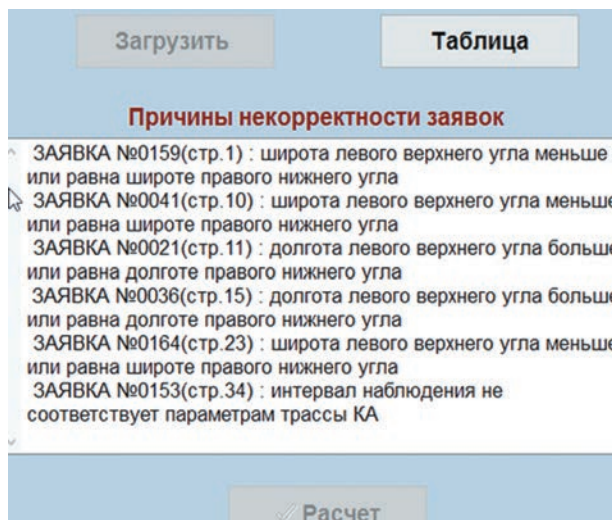 Загрузить
Таблица
Причины некорректности заявок
ЗАЯВКА №0159(стр.1) : широта левого верхнего угла меньше
или равна широте правого нижнего угла
ЗАЯВКА №0041(стр.10) : широта левого верхнего угла меньше
или равна широте правого нижнего угла
ЗАЯВКА №0021(стр.11) : долгота левого верхнего угла больше
или равна долготе правого нижнего угла
ЗАЯВКА №0036(стр.15) : долгота левого верхнего угла больше
или равна долготе правого нижнего угла
ЗАЯВКА №0164(стр.23) : широта левого верхнего угла меньше
или равна широте правого нижнего угла
ЗАЯВКА №0153(стр.34) : интервал наблюдения не
соответствует параметрам трассы КА
Расчет